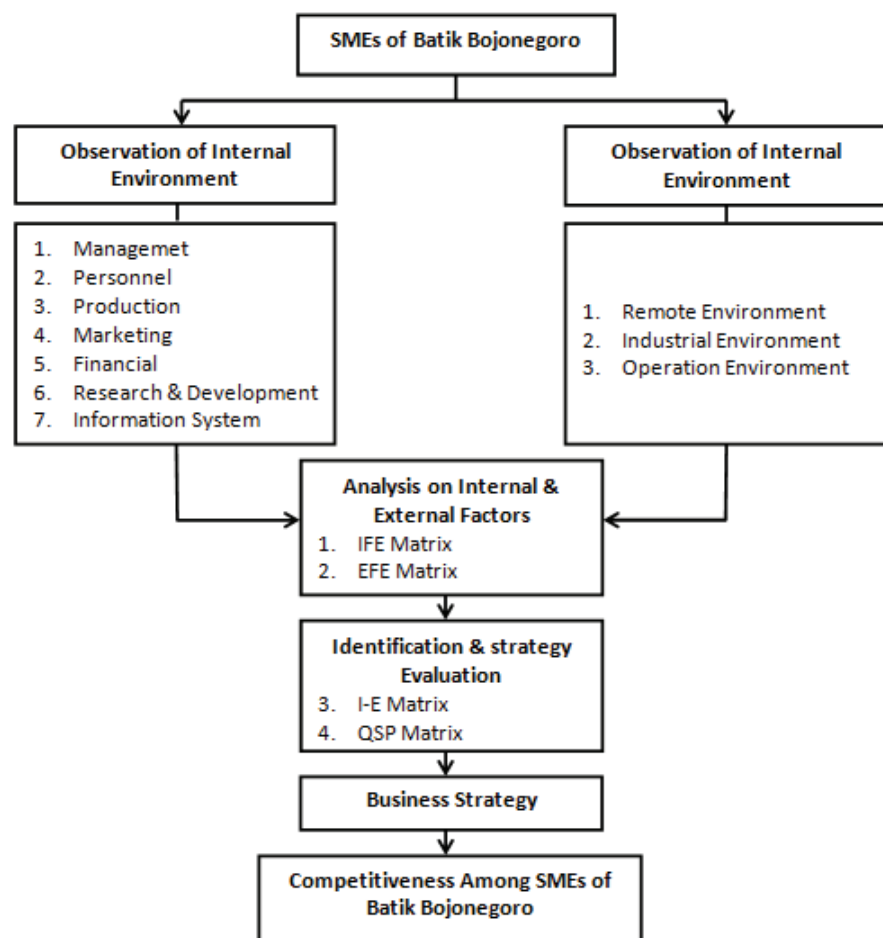 SMEs of Batik Bojonegoro
Observation of Internal
Environment
Observation of Internal
Environment
1. Managemet
2. Personnel
3. Production
4. Marketing
5. Financial
6. Research & Development
7. Information System
1. Remote Environment
2. Industrial Environment
3. Operation Environment
Analysis on Internal &
External Factors
1. IFE Matrix
2. EFE Matrix
Identification & strategy
Evaluation
3. I-E Matrix
4. QSP Matrix
Business Strategy
Competitiveness Among SMEs of
Batik Bojonegoro